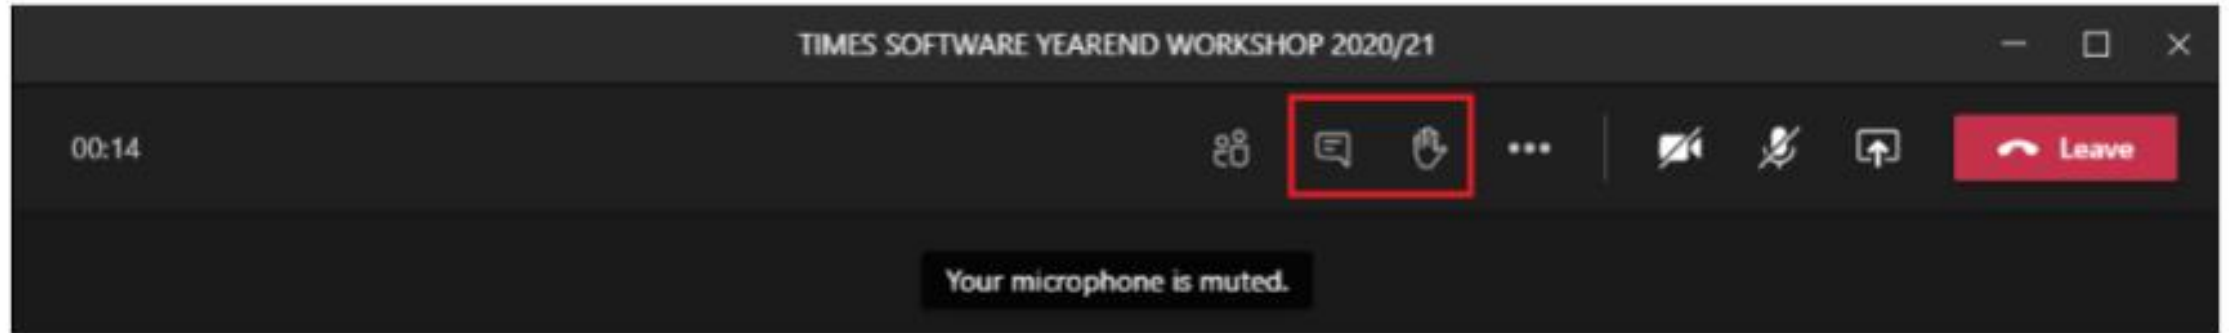 TIMES SOFTWARE YEAREND WORKSHOP 2020/21
00:14
Leave
Your microphone is muted.